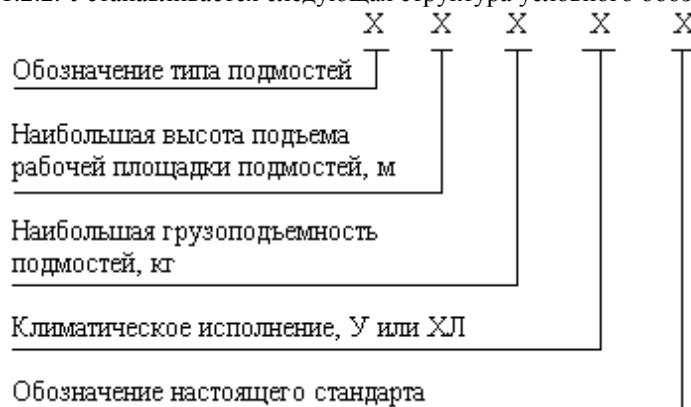 Х Х Х Х Х
Обозначение типа подмостей
Наибольшая высота подъема
рабочей площадки подмостей, м
Наибольшая грузоподъемность
подмостей, кг
Климатическое исполнение, У или ХЛ
Обозначение настоящего стандарта